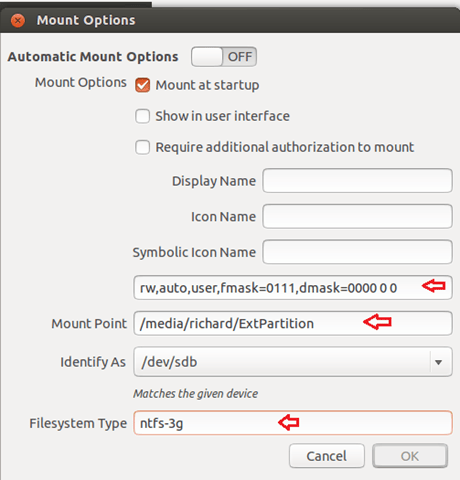 Mount Options
Automatic Mount Options OFF
Mount Options Mount at startup
Show in user interface
Require additional authorization to mount
Display Name
Icon Name
Symbolic Icon Name
rw,auto,user,fmask=0111,dmask=0000 0 0
Mount Point /media/richard/ExtPartition
Identify As /dev/sdb
Matches the given device
Filesystem Type ntfs-3g
Cancel OK